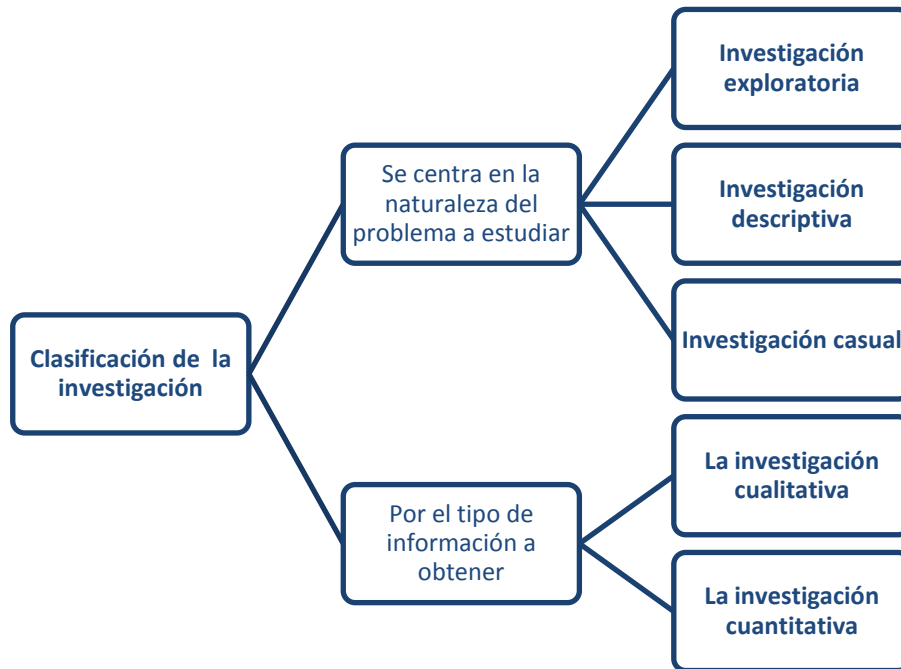 Clasificación de la
investigación
Se centra en la
naturaleza del
problema a estudiar
Investigación
exploratoria
Investigación
descriptiva
Investigación casual
Por el tipo de
información a
obtener
La investigación
cualitativa
La investigación
cuantitativa